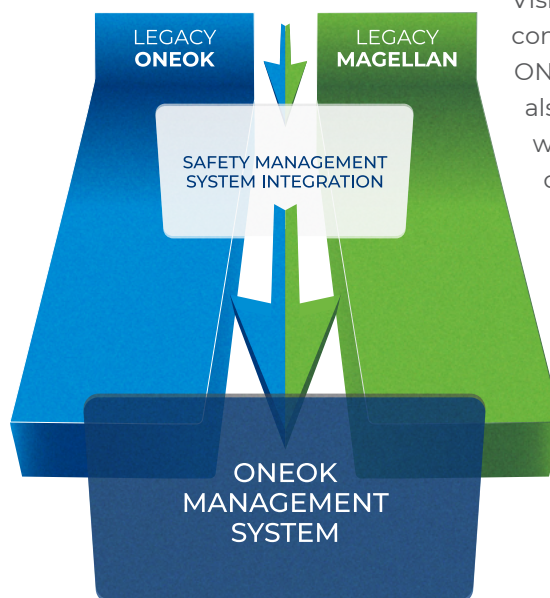 LEGACY
ONEOK
LEGACY
MAGELLAN
SAFETY MANAGEMENT
SYSTEM INTEGRATION
ONEOK
MANAGEMENT
SYSTEM